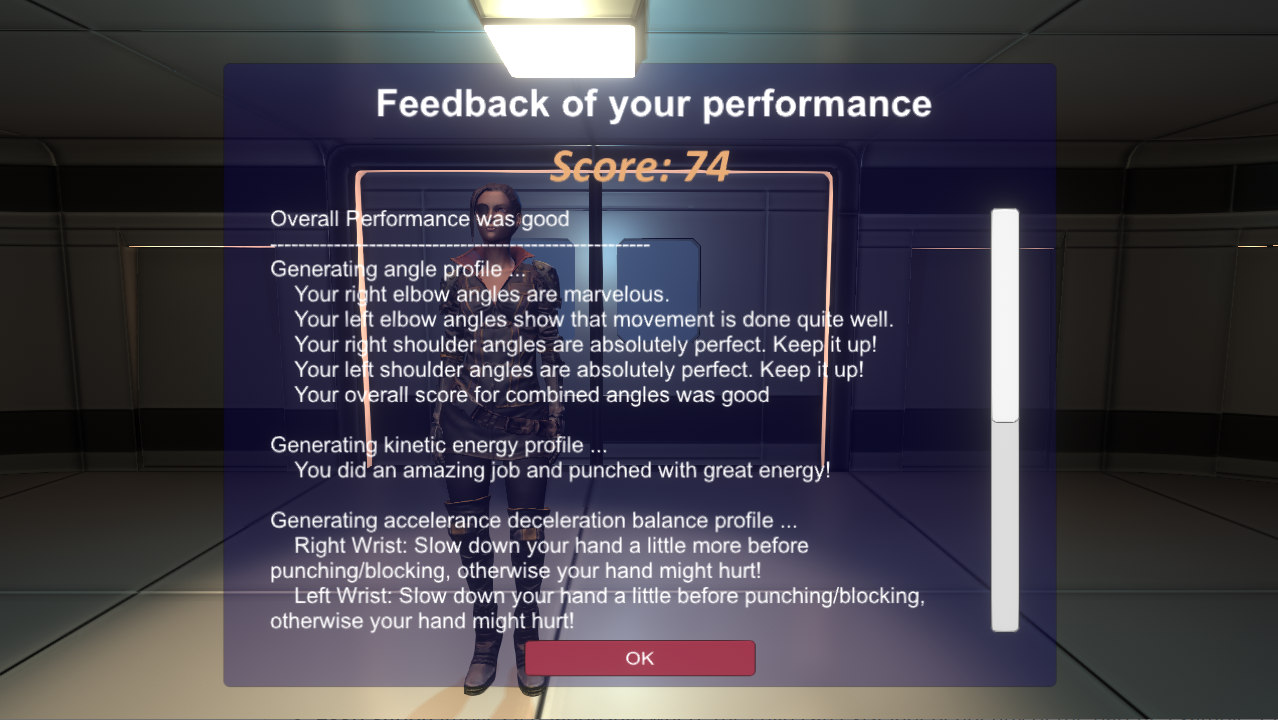 Feedback of your performance
Score: 74
Overall Performance was good
------------------------------------------------------
Generating angle profile ...
Your right elbow angles are marvelous.
Your left elbow angles show that movement is done quite well.
Your right shoulder angles are absolutely perfect. Keep it up!
Your left shoulder angles are absolutely perfect. Keep it up!
Your overall score for combined angles was good
Generating kinetic energy profile ...
You did an amazing job and punched with great energy!
Generating accelerance deceleration balance profile ...
Right Wrist: Slow down your hand a little more before
punching/blocking, otherwise your hand might hurt!
Left Wrist: Slow down your hand a little before punching/blocking,
otherwise your hand might hurt!
OK